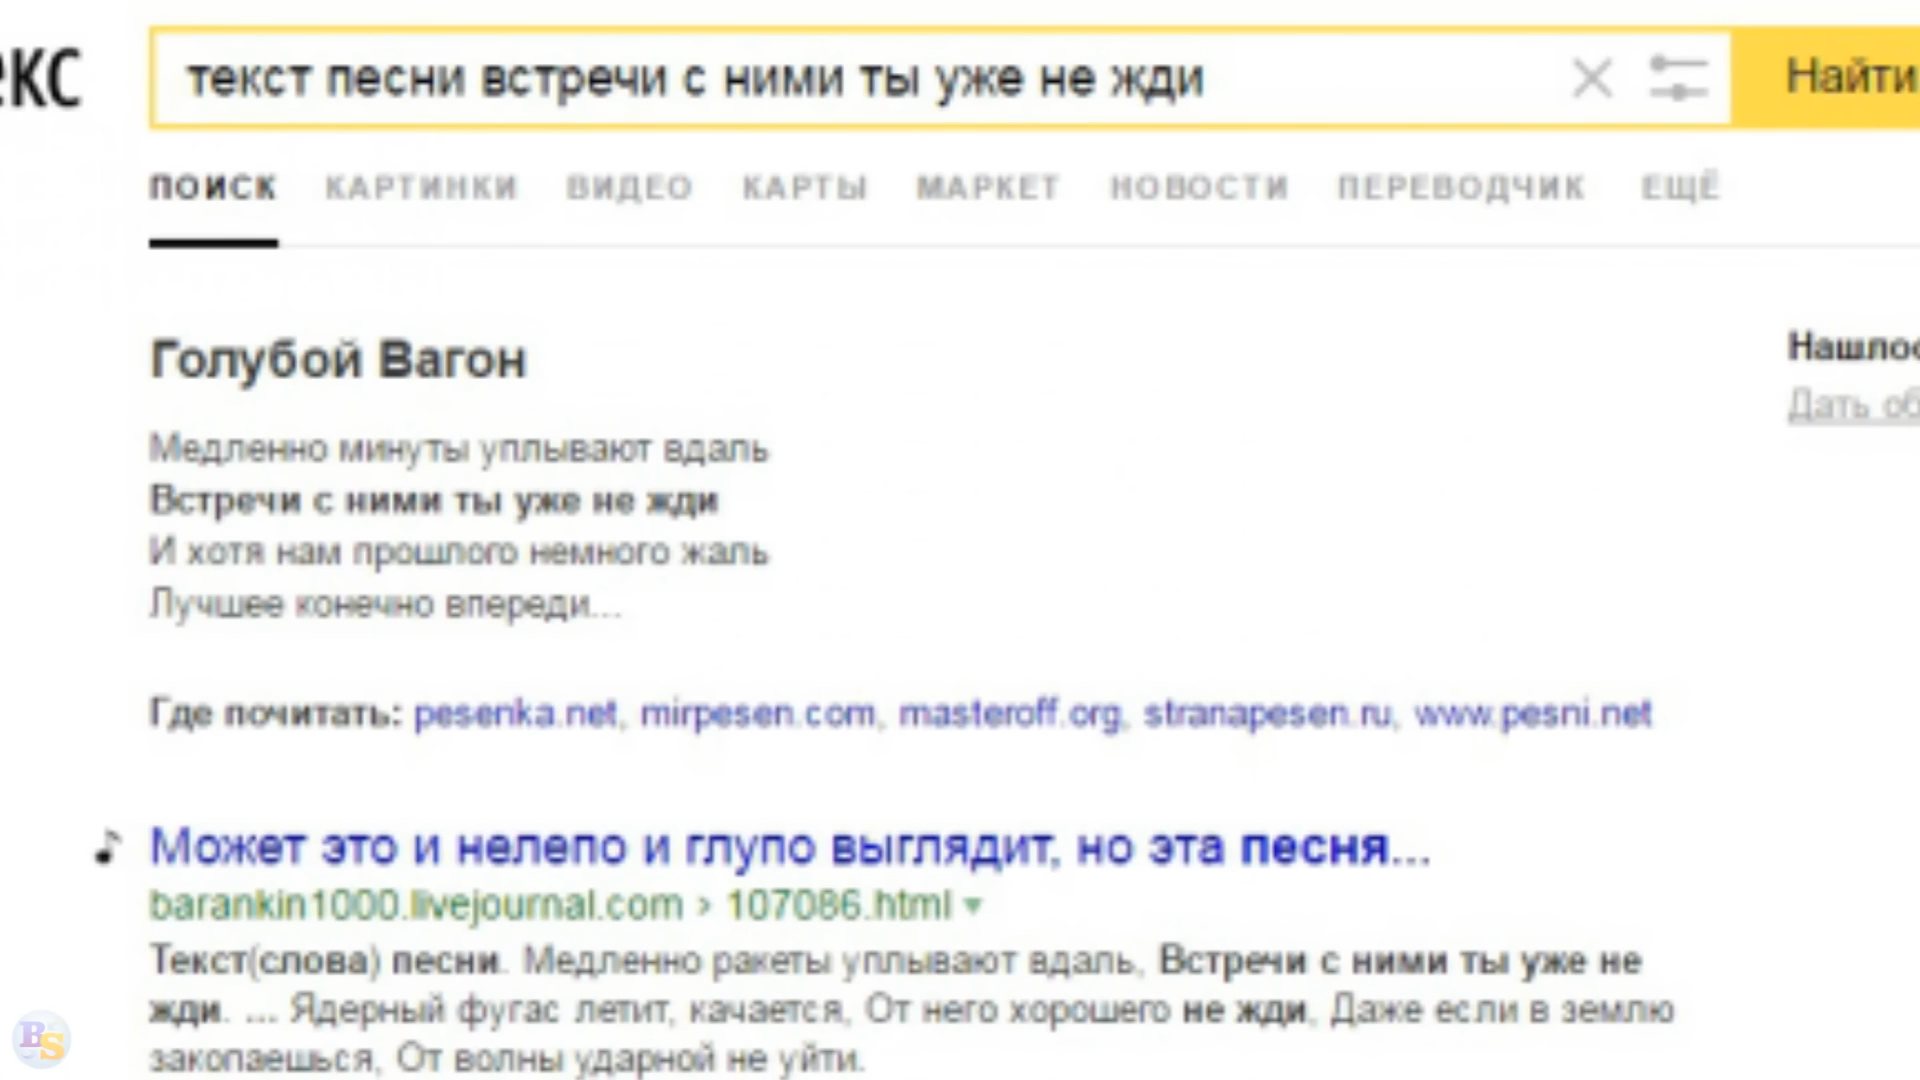 екс
текст песни встречи с ними ты уже не жди
Найти
ПОИСК КАРТИНКИ ВИДЕО КАРТЫ МАРКЕТ НОВОСТИ ПЕРЕВОДЧИК ЕЩЁ
Голубой Вагон
Нашлос
Дать об
Медленно минуты уплывают вдаль
Встречи с ними ты уже не жди
И хотя нам прошлого немного жаль
Лучшее конечно впереди...
Где почитать: pesenka.net, mirpesen.com, masteroff.org, stranapesen.ru, www.pesni.net
Может это и нелепо и глупо выглядит, но эта песня...
barankin1000.livejournal.com › 107086.html
Текст(слова) песни. Медленно ракеты уплывают вдаль, Встречи с ними ты уже не
жди. ... Ядерный фугас летит, качается, От него хорошего не жди, Даже если в землю
закопаешься, От волны ударной не уйти.
BS